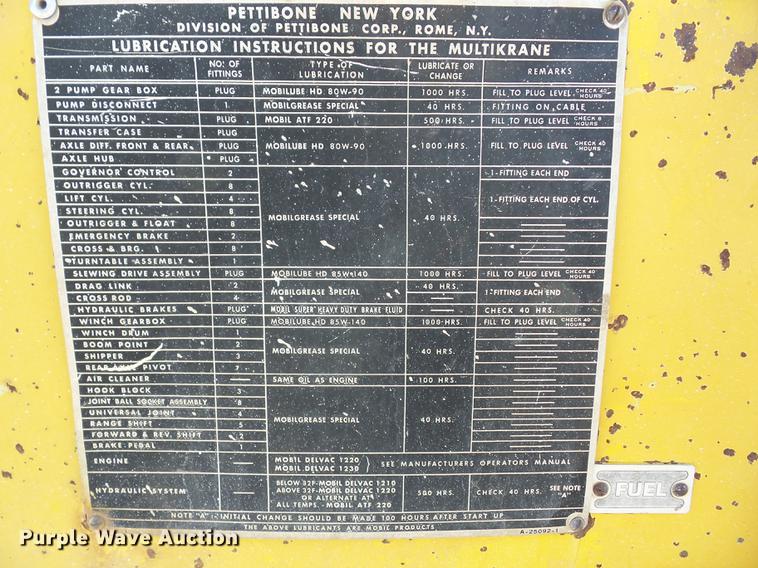 PETTIBONE NEW YORK
DIVISION OF PETTIBONE CORP., ROME, N.Y.
LUBRICATION INSTRUCTIONS FOR THE MULTIKRANE
PART NAME NO. OF FITTINGS TYPE OF LUBRICATION LUBRICATE OR CHANGE REMARKS
2 PUMP GEAR BOX PLUG MOBILUBE HD 80W-90 1000 HRS. FILL TO PLUG LEVEL CHECK 40 HOURS
PUMP DISCONNECT 1 MOBILGREASE SPECIAL 40 HRS. FITTING ON CABLE
TRANSMISSION PLUG MOBIL ATF 220 500 HRS. FILL TO PLUG LEVEL CHECK 8 HOURS
TRANSFER CASE PLUG
AXLE DIFF. FRONT & REAR PLUG MOBILUBE HD 80W-90 1000 HRS. FILL TO PLUG LEVEL CHECK 40 HOURS
AXLE HUB PLUG
GOVERNOR CONTROL 2 1-FITTING EACH END
OUTRIGGER CYL. 8
LIFT CYL. 4 1-FITTING EACH END OF CYL.
STEERING CYL. 8
OUTRIGGER & FLOAT 8 MOBILGREASE SPECIAL 40 HRS.
EMERGENCY BRAKE 2
CROSS & BRG. 8
TURNTABLE ASSEMBLY 1
SLEWING DRIVE ASSEMBLY PLUG MOBILUBE HD 85W-140 1000 HRS. FILL TO PLUG LEVEL CHECK 40 HOURS
DRAG LINK 2 MOBILGREASE SPECIAL 40 HRS. 1-FITTING EACH END
CROSS ROD 4
HYDRAULIC BRAKES PLUG MOBIL SUPER HEAVY DUTY BRAKE FLUID CHECK 40 HRS.
WINCH GEARBOX PLUG MOBILUBE HD 85W-140 1000 HRS. FILL TO PLUG LEVEL CHECK 40 HOURS
WINCH DRUM
BOOM POINT 2
SHIPPER 3 MOBILGREASE SPECIAL 40 HRS.
REAR AXLE PIVOT 7
AIR CLEANER SAME OIL AS ENGINE 100 HRS.
HOOK BLOCK 3
JOINT BALL SOCKET ASSEMBLY 8
UNIVERSAL JOINT 4
RANGE SHIFT 5 MOBILGREASE SPECIAL 40 HRS.
FORWARD & REV. SHIFT 2
BRAKE PEDAL 1
ENGINE MOBIL DELVAC 1220 MOBIL DELVAC 1230 SEE MANUFACTURERS OPERATORS MANUAL
HYDRAULIC SYSTEM BELOW 32F-MOBIL DELVAC 1210 ABOVE 32F-MOBIL DELVAC 1220 OR ALTERNATE AT ALL TEMPS. - MOBIL ATF 220 500 HRS. CHECK 40 HRS. SEE NOTE "A"
NOTE "A" - INITIAL CHANGE SHOULD BE MADE 100 HOURS AFTER START UP
THE ABOVE LUBRICANTS ARE MOBIL PRODUCTS A-25092-1
FUEL
Purple Wave Auction